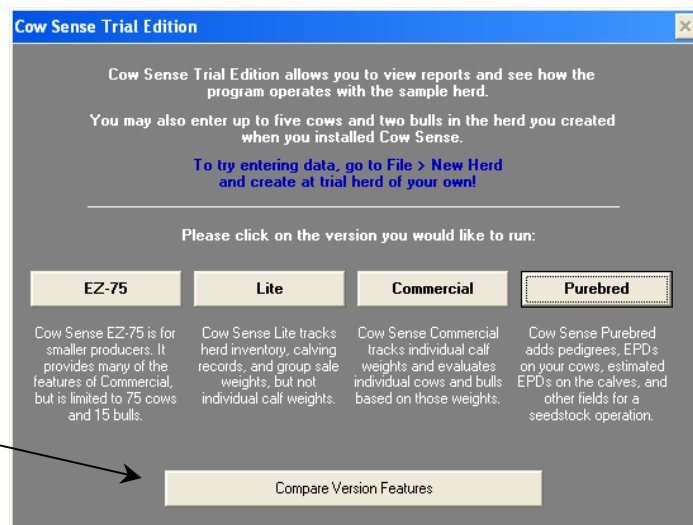 Cow Sense Trial Edition
Cow Sense Trial Edition allows you to view reports and see how the
program operates with the sample herd.
You may also enter up to five cows and two bulls in the herd you created
when you installed Cow Sense.
To try entering data, go to File > New Herd
and create at trial herd of your own!
Please click on the version you would like to run:
EZ-75
Lite
Commercial
Purebred
Cow Sense EZ-75 is for
smaller producers. It
provides many of the
features of Commercial,
but is limited to 75 cows
and 15 bulls.
Cow Sense Lite tracks
herd inventory, calving
records, and group sale
weights, but not
individual calf weights.
Cow Sense Commercial
tracks individual calf
weights and evaluates
individual cows and bulls
based on those weights.
Cow Sense Purebred
adds pedigrees, EPDs
on your cows, estimated
EPDs on the calves, and
other fields for a
seedstock operation.
Compare Version Features